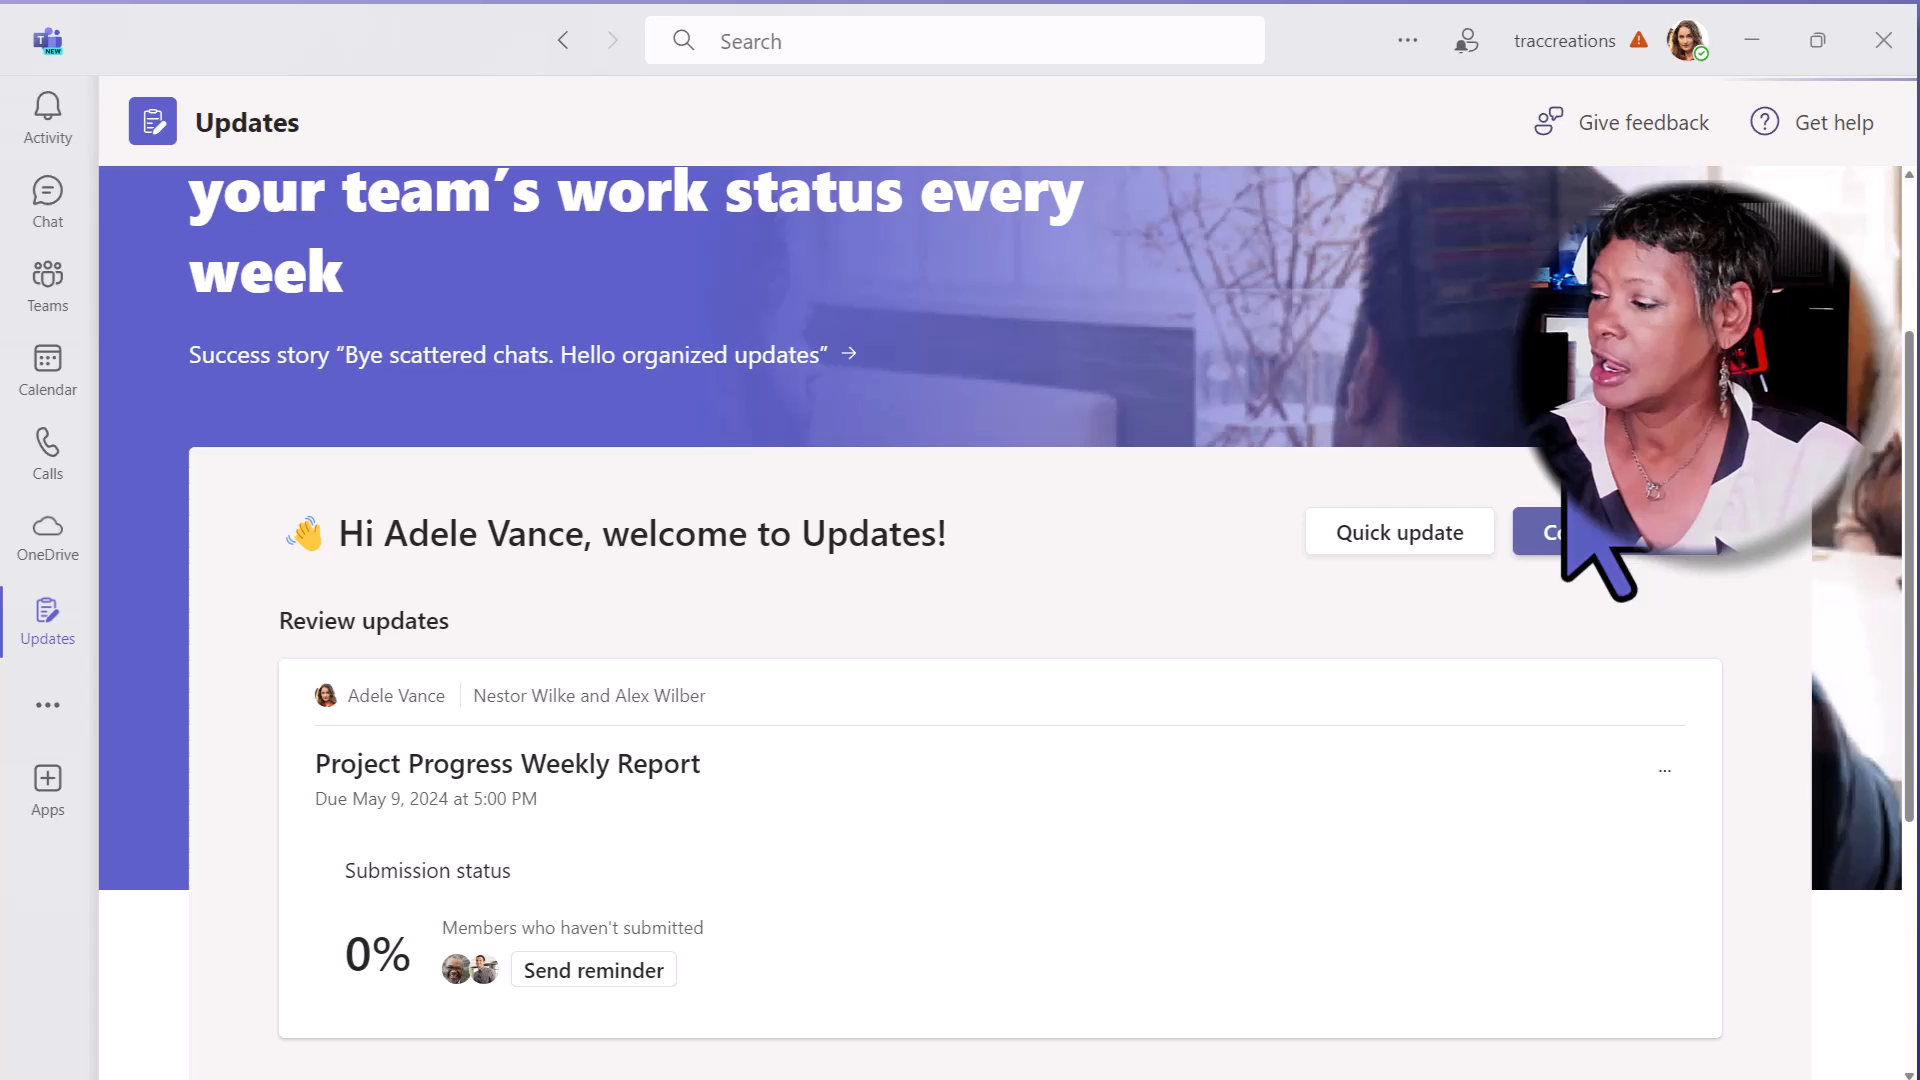 T
NEW
Search
traccreations
Activity
Chat
Teams
Calendar
Calls
OneDrive
Updates
Apps
Updates
Give feedback
Get help
your team’s work status every
week
Success story “Bye scattered chats. Hello organized updates” →
Hi Adele Vance, welcome to Updates!
Quick update
Review updates
Adele Vance
Nestor Wilke and Alex Wilber
Project Progress Weekly Report
...
Due May 9, 2024 at 5:00 PM
Submission status
0%
Members who haven't submitted
Send reminder